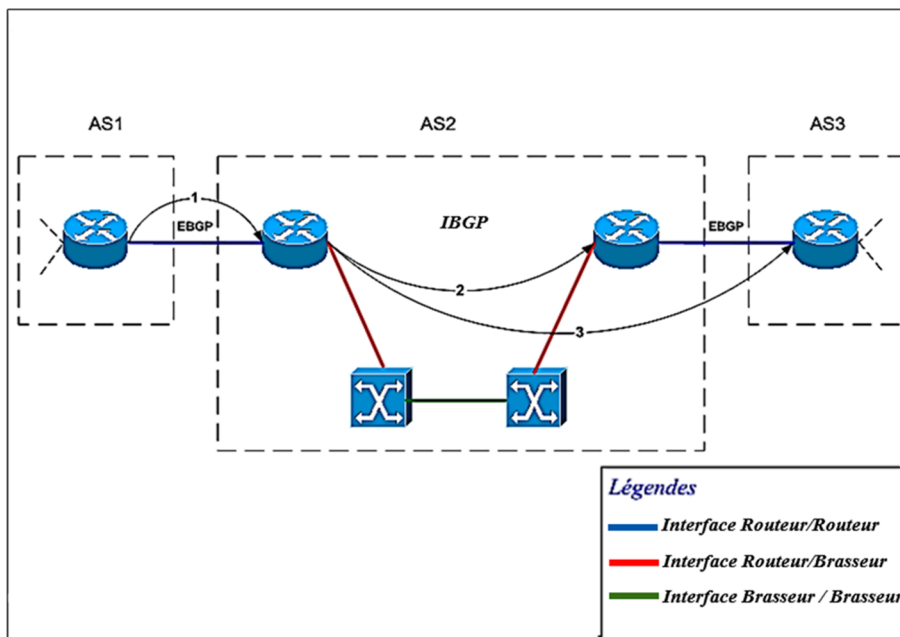 AS1
AS2
AS3
1
EBGP
IBGP
EBGP
2
3
Légendes
Interface Routeur/Routeur
Interface Routeur/Brasseur
Interface Brasseur / Brasseur